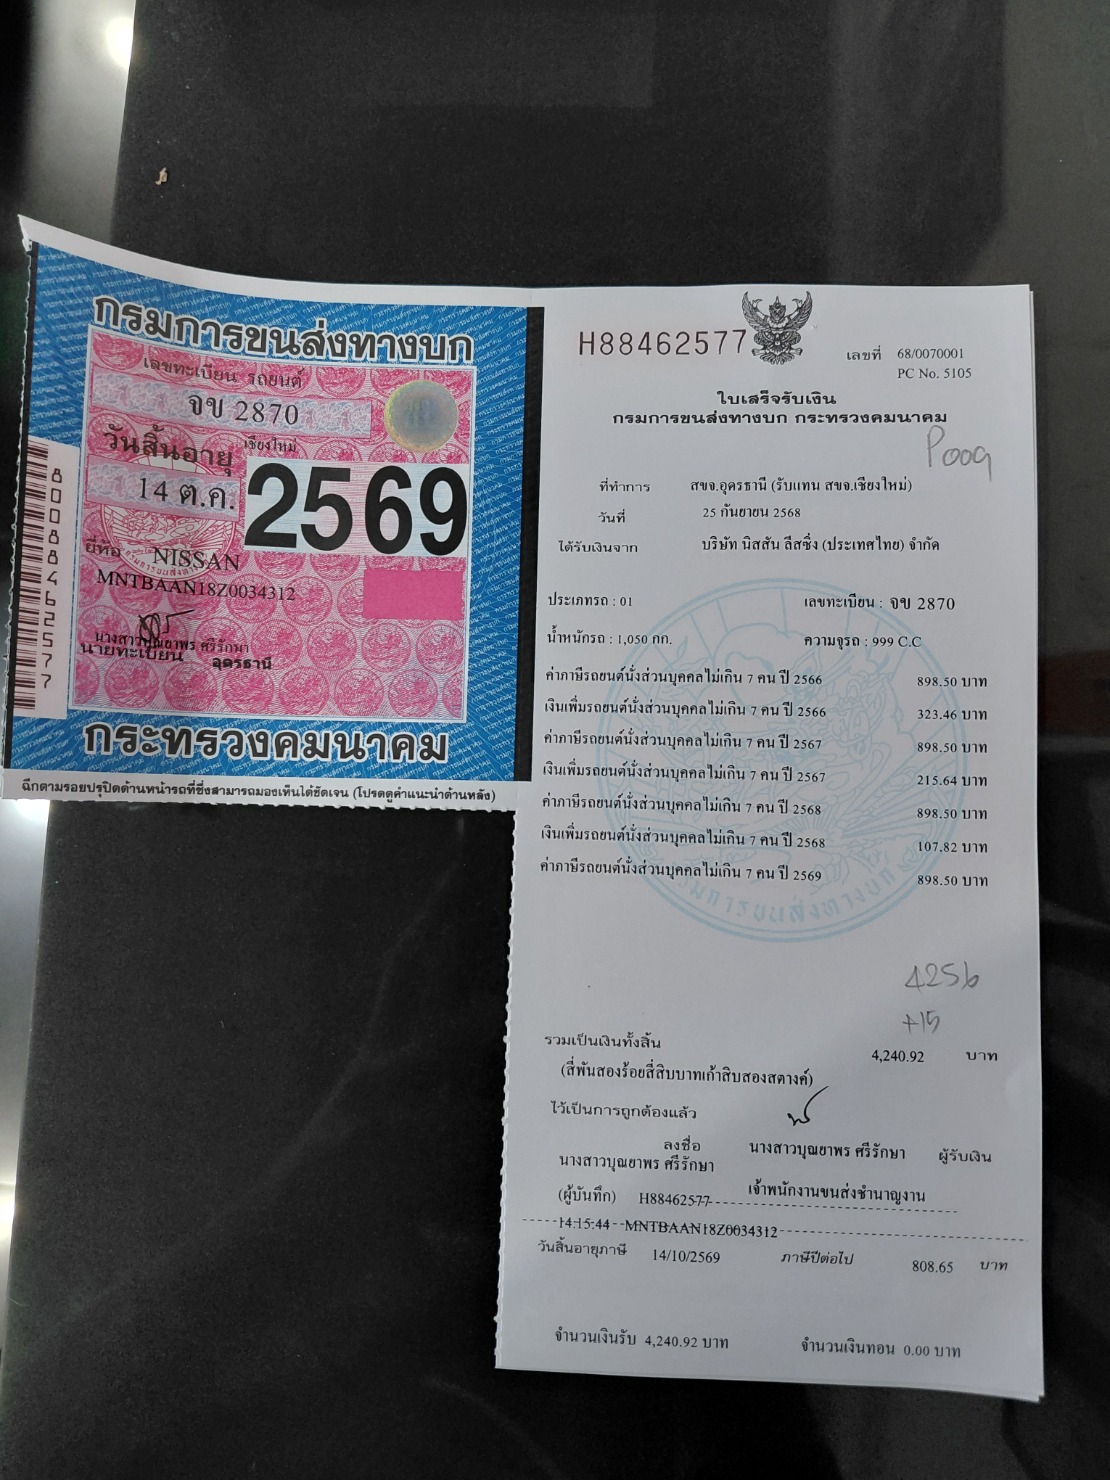 กรมการขนส่งทางบก
เลขทะเบียน รถยนต์
จข 2870
วันสิ้นอายุ เชียงใหม่
14 ต.ค. 2569
ยี่ห้อ NISSAN
MNTBAAN18Z0034312
นางสาวบุณยาพร ศรีรักษา
นายทะเบียน อุดรธานี
กระทรวงคมนาคม
ฉีกตามรอยปรุปิดด้านหน้ารถที่ซึ่งสามารถมองเห็นได้ชัดเจน (โปรดดูคำแนะนำด้านหลัง)
80088462577
H88462577
เลขที่ 68/0070001
PC No. 5105
ใบเสร็จรับเงิน
กรมการขนส่งทางบก กระทรวงคมนาคม
ที่ทำการ สขจ.อุดรธานี (รับแทน สขจ.เชียงใหม่)
วันที่ 25 กันยายน 2568
ได้รับเงินจาก บริษัท นิสสัน ลีสซิ่ง (ประเทศไทย) จำกัด
ประเภทรถ : 01 เลขทะเบียน : จข 2870
น้ำหนักรถ : 1,050 กก. ความจุรถ : 999 C.C
ค่าภาษีรถยนต์นั่งส่วนบุคคลไม่เกิน 7 คน ปี 2566 898.50 บาท
เงินเพิ่มรถยนต์นั่งส่วนบุคคลไม่เกิน 7 คน ปี 2566 323.46 บาท
ค่าภาษีรถยนต์นั่งส่วนบุคคลไม่เกิน 7 คน ปี 2567 898.50 บาท
เงินเพิ่มรถยนต์นั่งส่วนบุคคลไม่เกิน 7 คน ปี 2567 215.64 บาท
ค่าภาษีรถยนต์นั่งส่วนบุคคลไม่เกิน 7 คน ปี 2568 898.50 บาท
เงินเพิ่มรถยนต์นั่งส่วนบุคคลไม่เกิน 7 คน ปี 2568 107.82 บาท
ค่าภาษีรถยนต์นั่งส่วนบุคคลไม่เกิน 7 คน ปี 2569 898.50 บาท
กรมการขนส่งทางบก
4256
+15
รวมเป็นเงินทั้งสิ้น 4,240.92 บาท
(สี่พันสองร้อยสี่สิบบาทเก้าสิบสองสตางค์)
ไว้เป็นการถูกต้องแล้ว
ลงชื่อ นางสาวบุณยาพร ศรีรักษา ผู้รับเงิน
นางสาวบุณยาพร ศรีรักษา
(ผู้บันทึก) H88462577 เจ้าพนักงานขนส่งชำนาญงาน
14:15:44 MNTBAAN18Z0034312
วันสิ้นอายุภาษี 14/10/2569 ภาษีปีต่อไป 808.65 บาท
จำนวนเงินรับ 4,240.92 บาท จำนวนเงินทอน 0.00 บาท